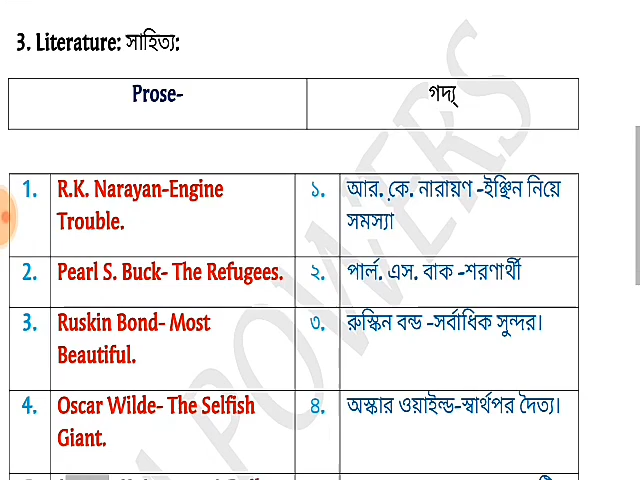 3. Literature: সাহিত্য:
Prose- গদ্য্
1. R.K. Narayan-Engine ১. আর. কে. নারায়ণ -ইঞ্জিন নিয়ে
Trouble. সমস্যা
2. Pearl S. Buck- The Refugees. ২. পার্ল. এস. বাক -শরণার্থী
3. Ruskin Bond- Most ৩. রুস্কিন বন্ড -সর্বাধিক সুন্দর।
Beautiful.
4. Oscar Wilde- The Selfish ৪. অস্কার ওয়াইল্ড-স্বার্থপর দৈত্য।
Giant.
POWERS